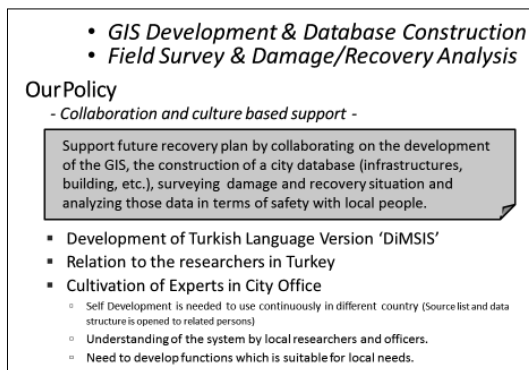 • GIS Development & Database Construction
• Field Survey & Damage/Recovery Analysis
Our Policy
- Collaboration and culture based support -
Support future recovery plan by collaborating on the development
of the GIS, the construction of a city database (infrastructures,
building, etc.), surveying damage and recovery situation and
analyzing those data in terms of safety with local people.
▪ Development of Turkish Language Version ‘DiMSIS’
▪ Relation to the researchers in Turkey
▪ Cultivation of Experts in City Office
▫ Self Development is needed to use continuously in different country (Source list and data
structure is opened to related persons)
▫ Understanding of the system by local researchers and officers.
▫ Need to develop functions which is suitable for local needs.